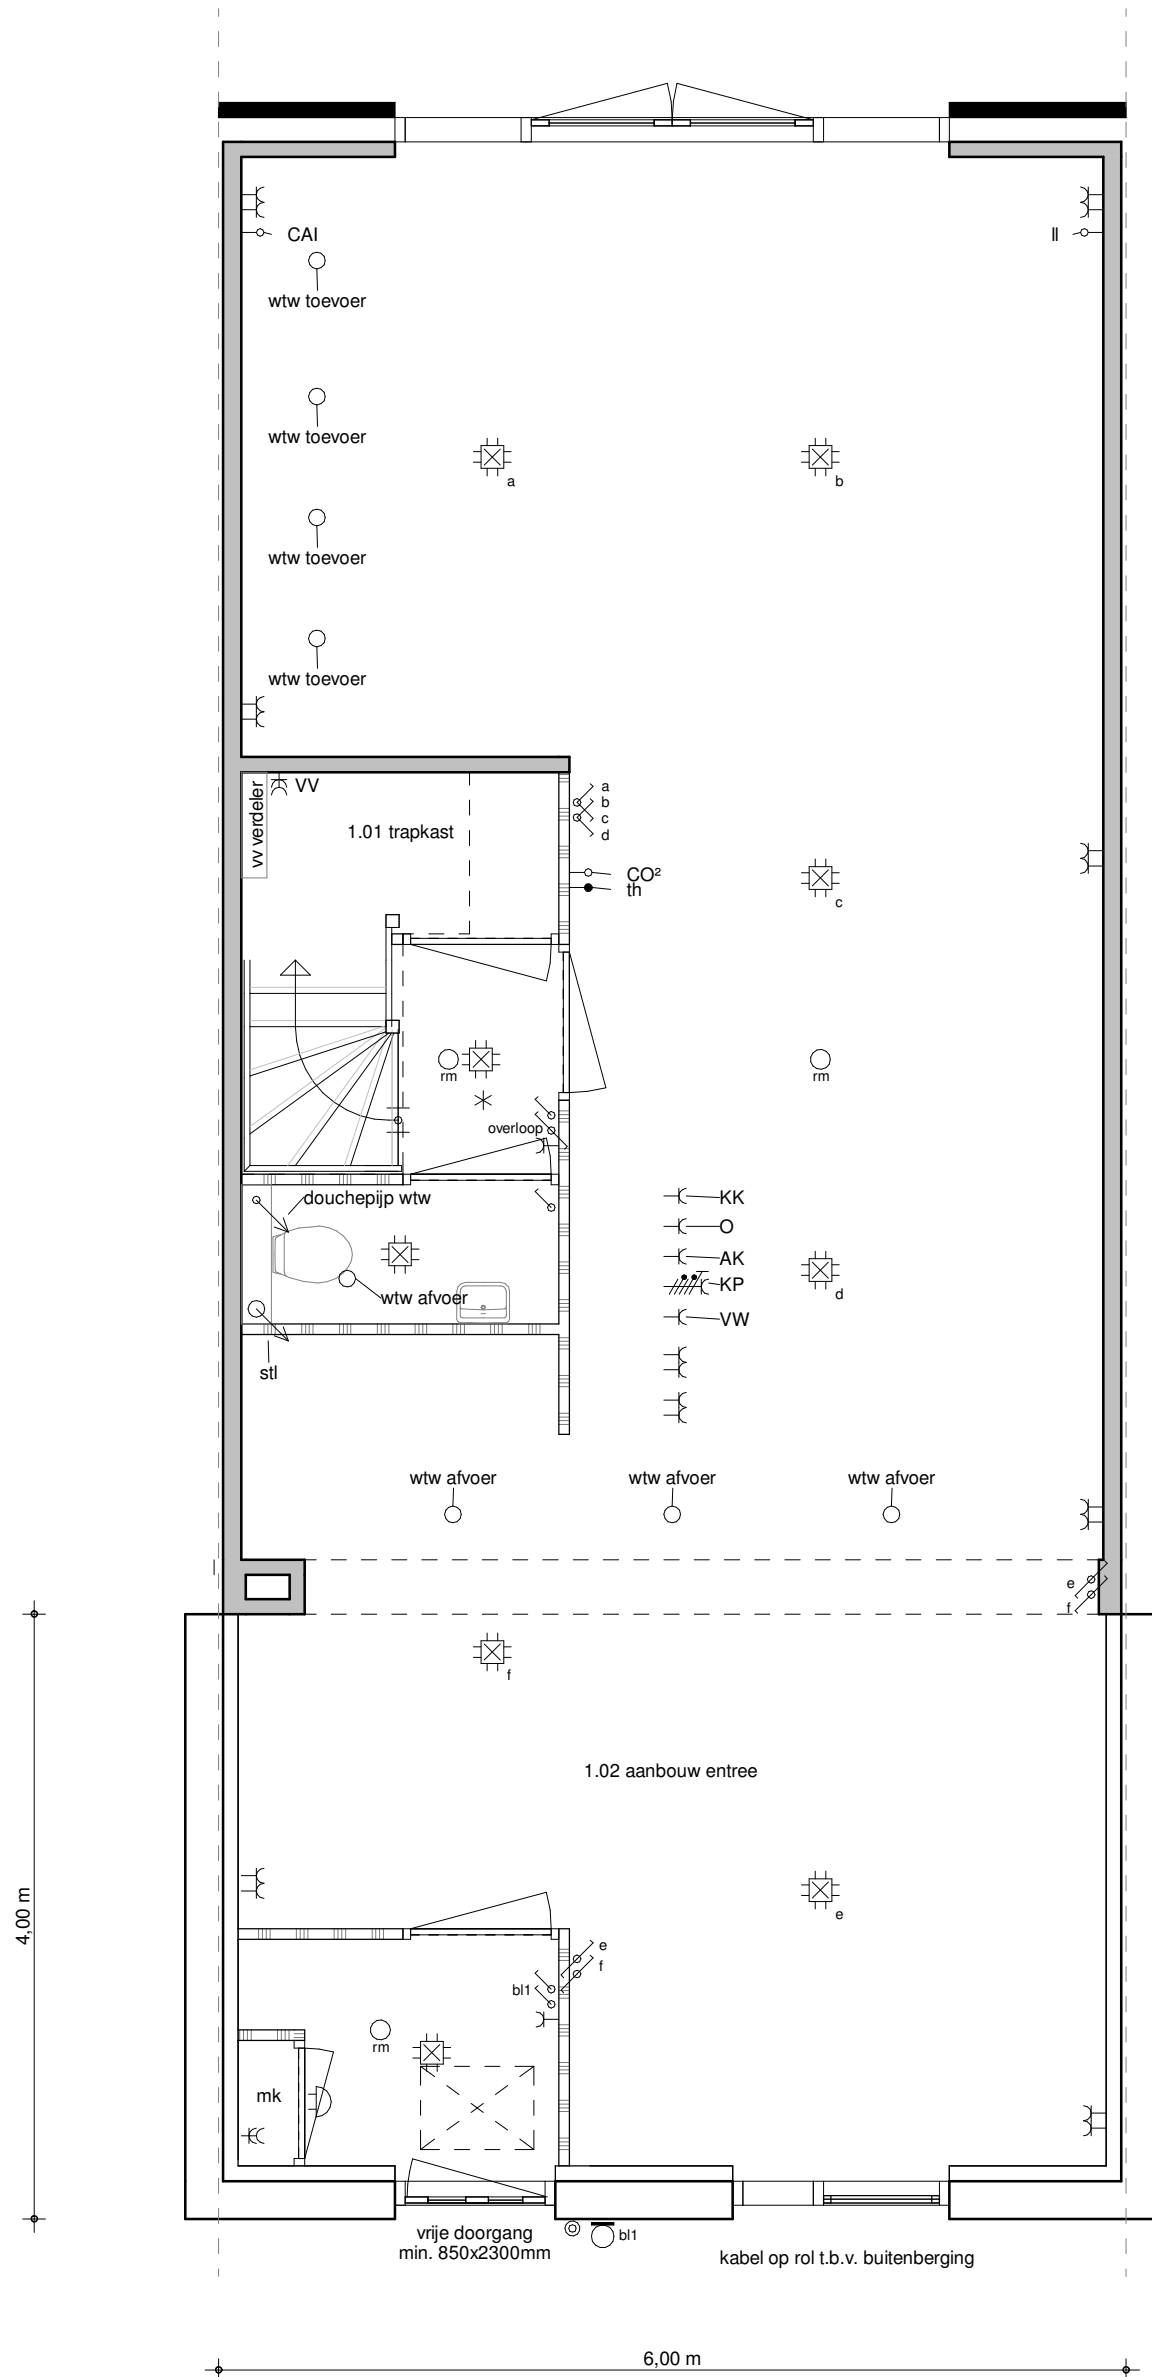 CAI
II
wtw toevoer
wtw toevoer
a
b
wtw toevoer
wtw toevoer
vv verdeler
VV
a
b
c
d
1.01 trapkast
CO²
th
c
rm
rm
overloop
douchepijp wtw
KK
O
AK
KP
VW
d
wtw afvoer
stl
wtw afvoer
wtw afvoer
wtw afvoer
e
f
f
1.02 aanbouw entree
4,00 m
e
e
f
bl1
rm
mk
vrije doorgang
min. 850x2300mm
bl1
kabel op rol t.b.v. buitenberging
6,00 m